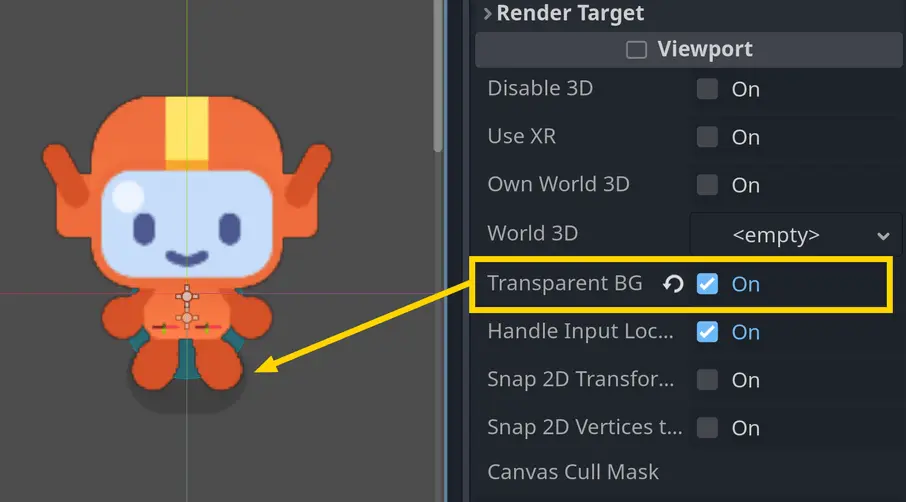 Render Target
Viewport
Disable 3D On
Use XR On
Own World 3D On
World 3D <empty>
Transparent BG On
Handle Input Loc... On
Snap 2D Transfor... On
Snap 2D Vertices t... On
Canvas Cull Mask